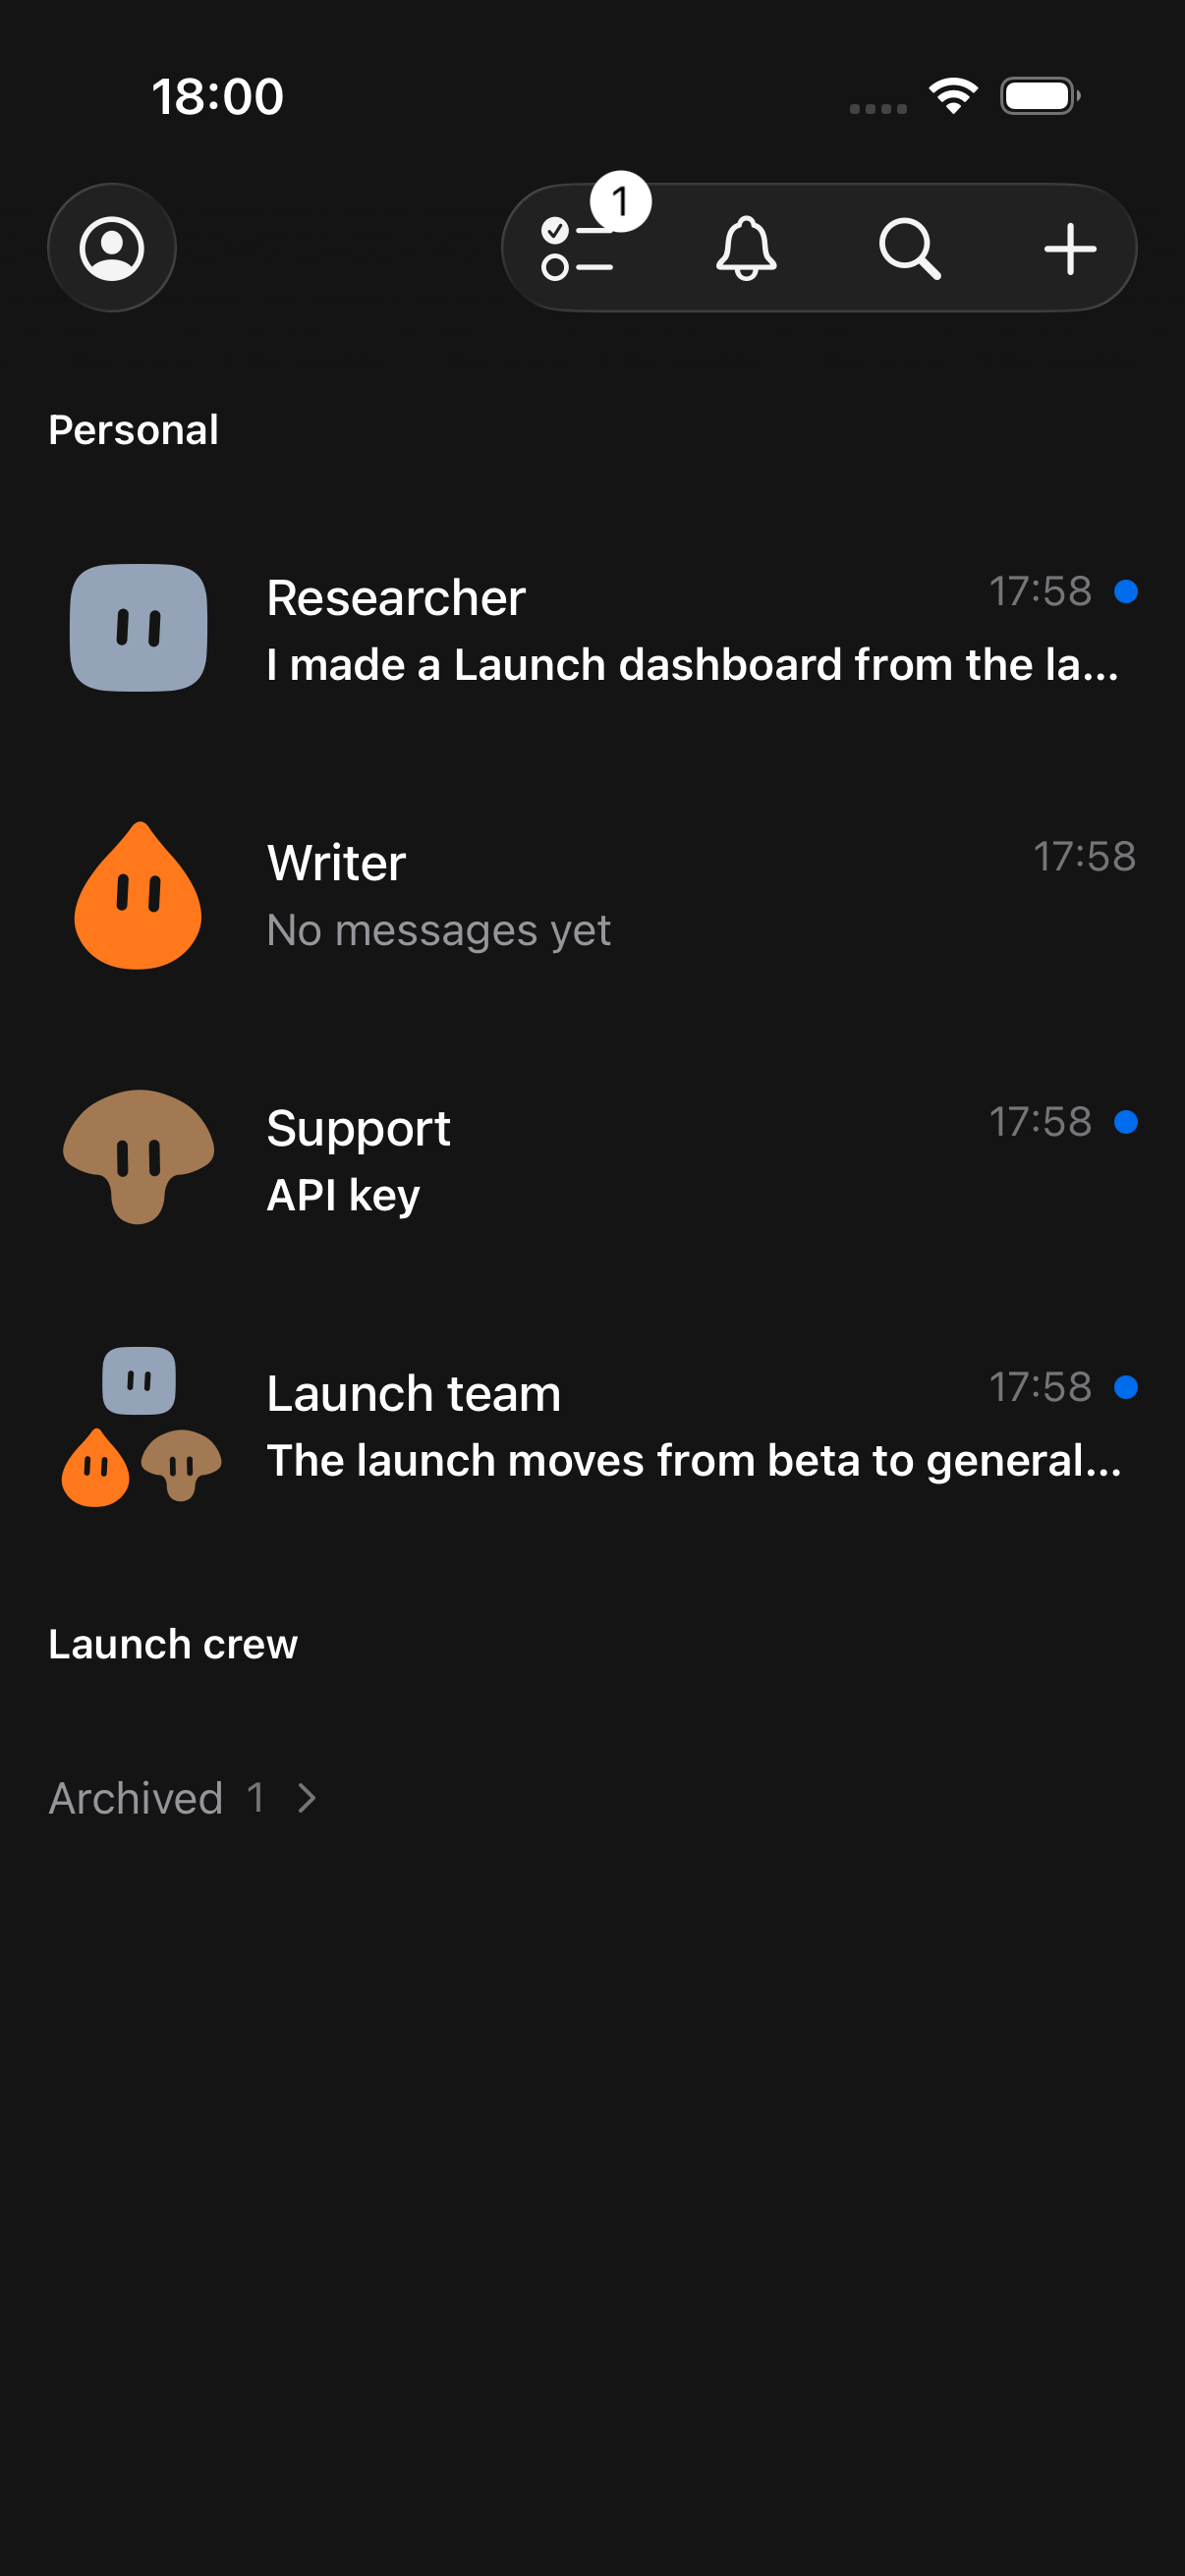 18:00
1
Personal
Researcher
17:58
I made a Launch dashboard from the la...
Writer
17:58
No messages yet
Support
17:58
API key
Launch team
17:58
The launch moves from beta to general...
Launch crew
Archived 1